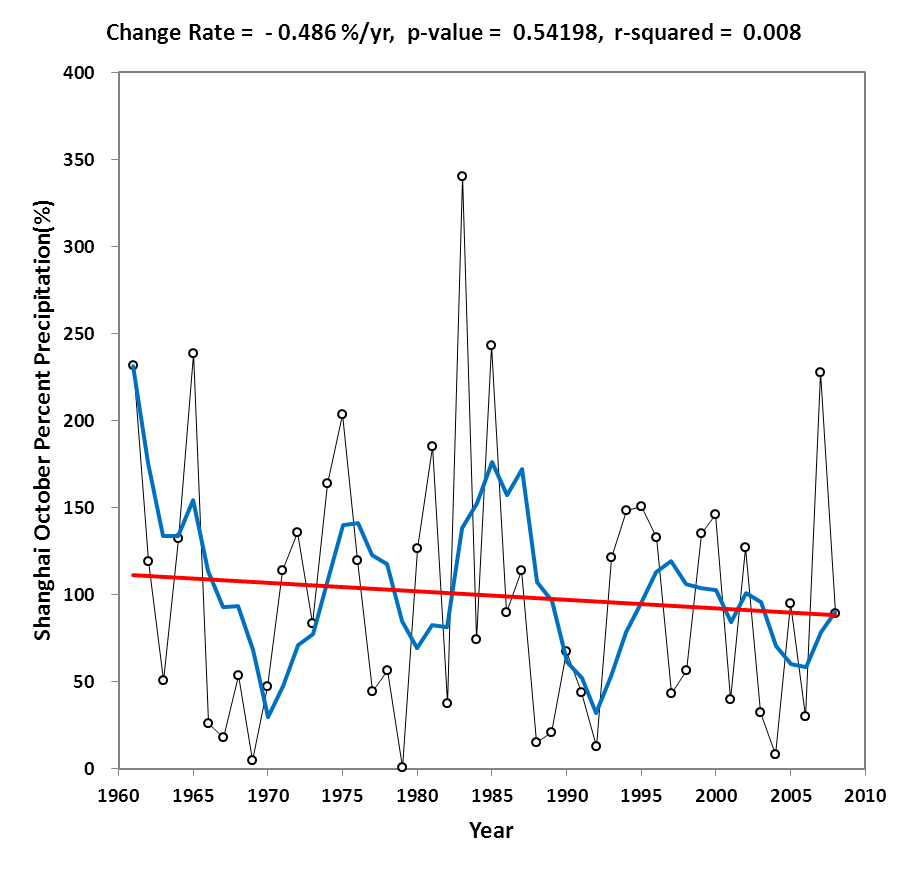 Change Rate = - 0.486 %/yr, p-value = 0.54198, r-squared = 0.008
400
350
300
250
200
150
100
50
0
Shanghai October Percent Precipitation(%)
1960 1965 1970 1975 1980 1985 1990 1995 2000 2005 2010
Year